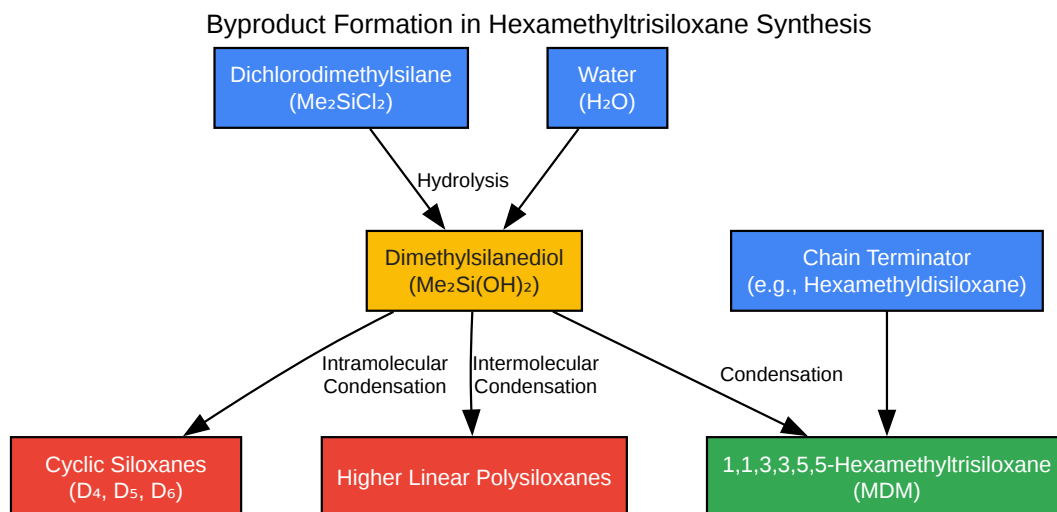 Byproduct Formation in Hexamethyltrisiloxane Synthesis
Dichlorodimethylsilane
(Me₂SiCl₂)
Water
(H₂O)
Hydrolysis
Dimethylsilanediol
(Me₂Si(OH)₂)
Chain Terminator
(e.g., Hexamethyldisiloxane)
Intramolecular
Condensation
Intermolecular
Condensation
Condensation
Cyclic Siloxanes
(D₄, D₅, D₆)
Higher Linear Polysiloxanes
1,1,3,3,5,5-Hexamethyltrisiloxane
(MDM)